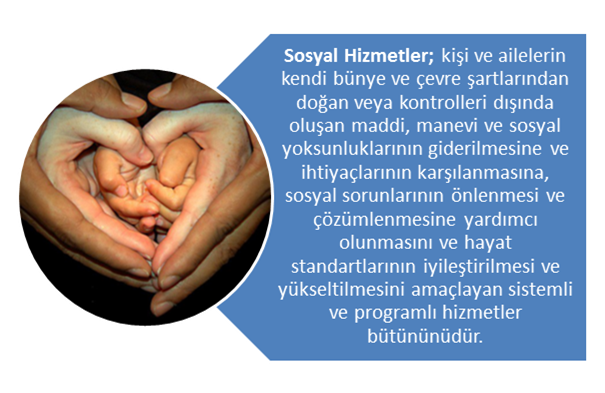 Sosyal Hizmetler; kişi ve ailelerin
kendi bünye ve çevre şartlarından
doğan veya kontrolleri dışında
oluşan maddi, manevi ve sosyal
yoksunluklarının giderilmesine ve
ihtiyaçlarının karşılanmasına,
sosyal sorunlarının önlenmesi ve
çözümlenmesine yardımcı
olunmasını ve hayat
standartlarının iyileştirilmesi ve
yükseltilmesini amaçlayan sistemli
ve programlı hizmetler
bütününüdür.